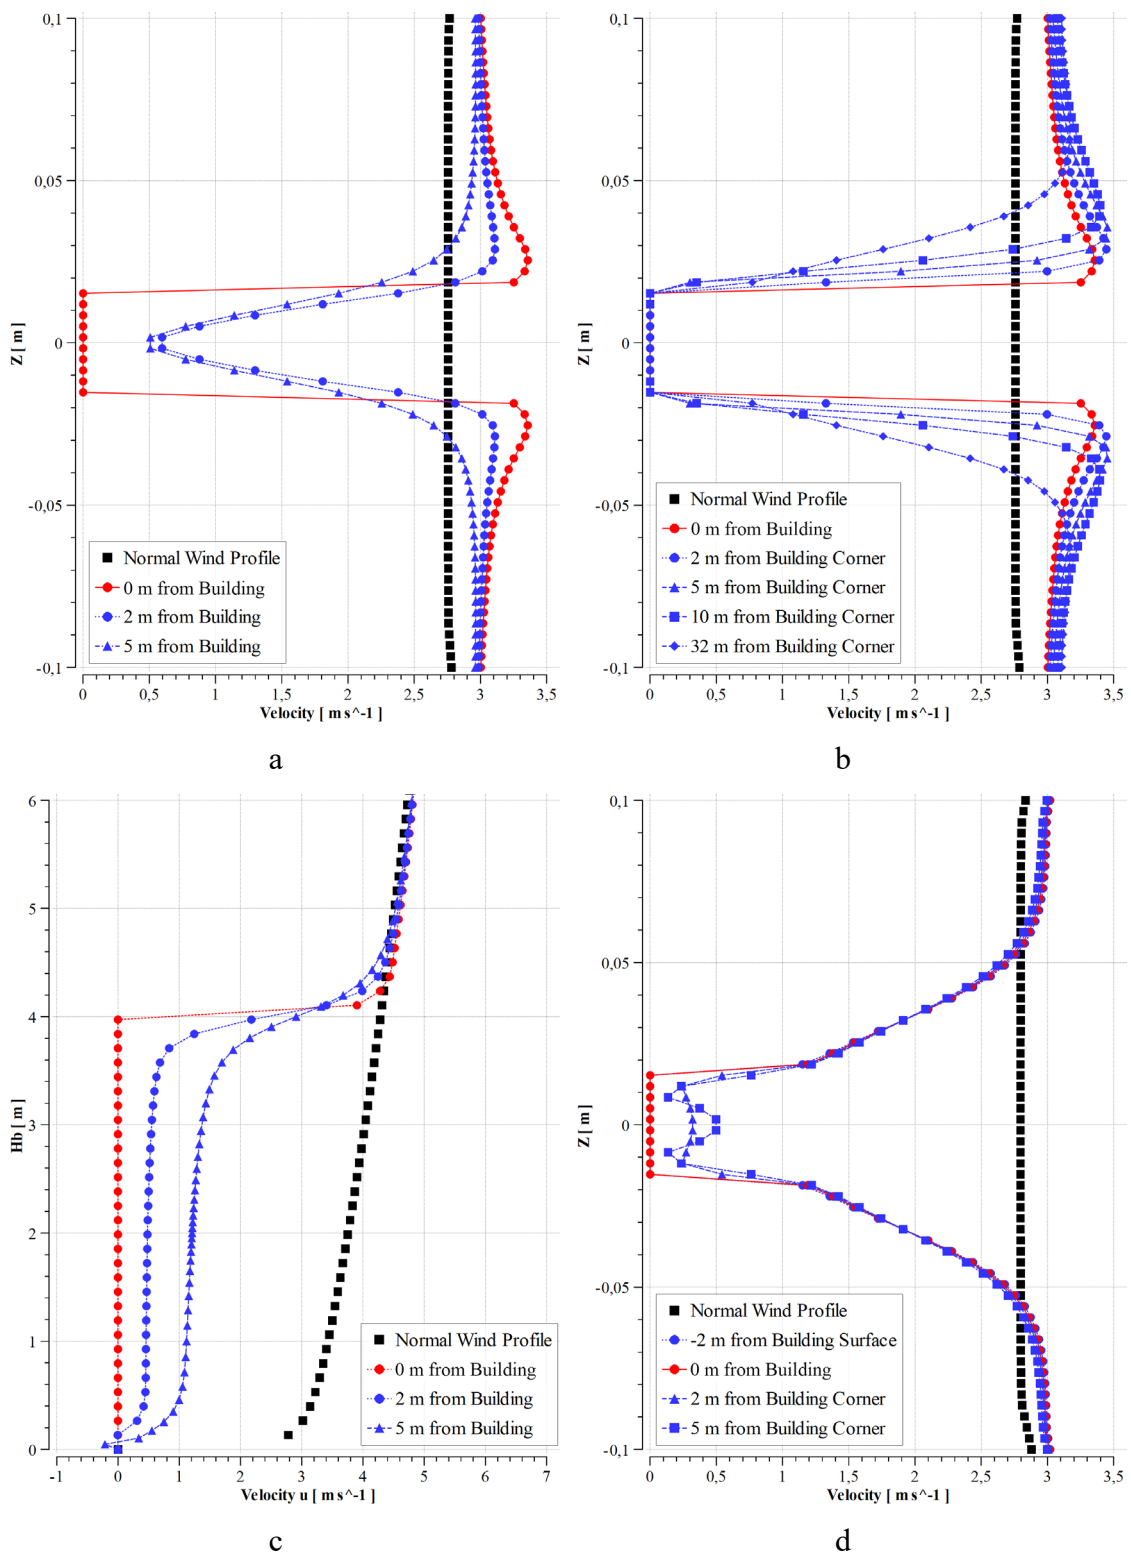 0,1
0,05
0
-0,05
-0,1
Z [ m ]
Normal Wind Profile
0 m from Building
2 m from Building
5 m from Building
0 0,5 1 1,5 2 2,5 3 3,5
Velocity [ m s^-1 ]
a
0,1
0,05
0
-0,05
-0,1
Z [ m ]
Normal Wind Profile
0 m from Building
2 m from Building Corner
5 m from Building Corner
10 m from Building Corner
32 m from Building Corner
0 0,5 1 1,5 2 2,5 3 3,5
Velocity [ m s^-1 ]
b
6
5
4
3
2
1
0
Hb [ m ]
Normal Wind Profile
0 m from Building
2 m from Building
5 m from Building
-1 0 1 2 3 4 5 6 7
Velocity u [ m s^-1 ]
c
0,1
0,05
0
-0,05
-0,1
Z [ m ]
Normal Wind Profile
-2 m from Building Surface
0 m from Building
2 m from Building Corner
5 m from Building Corner
0 0,5 1 1,5 2 2,5 3 3,5
Velocity [ m s^-1 ]
d